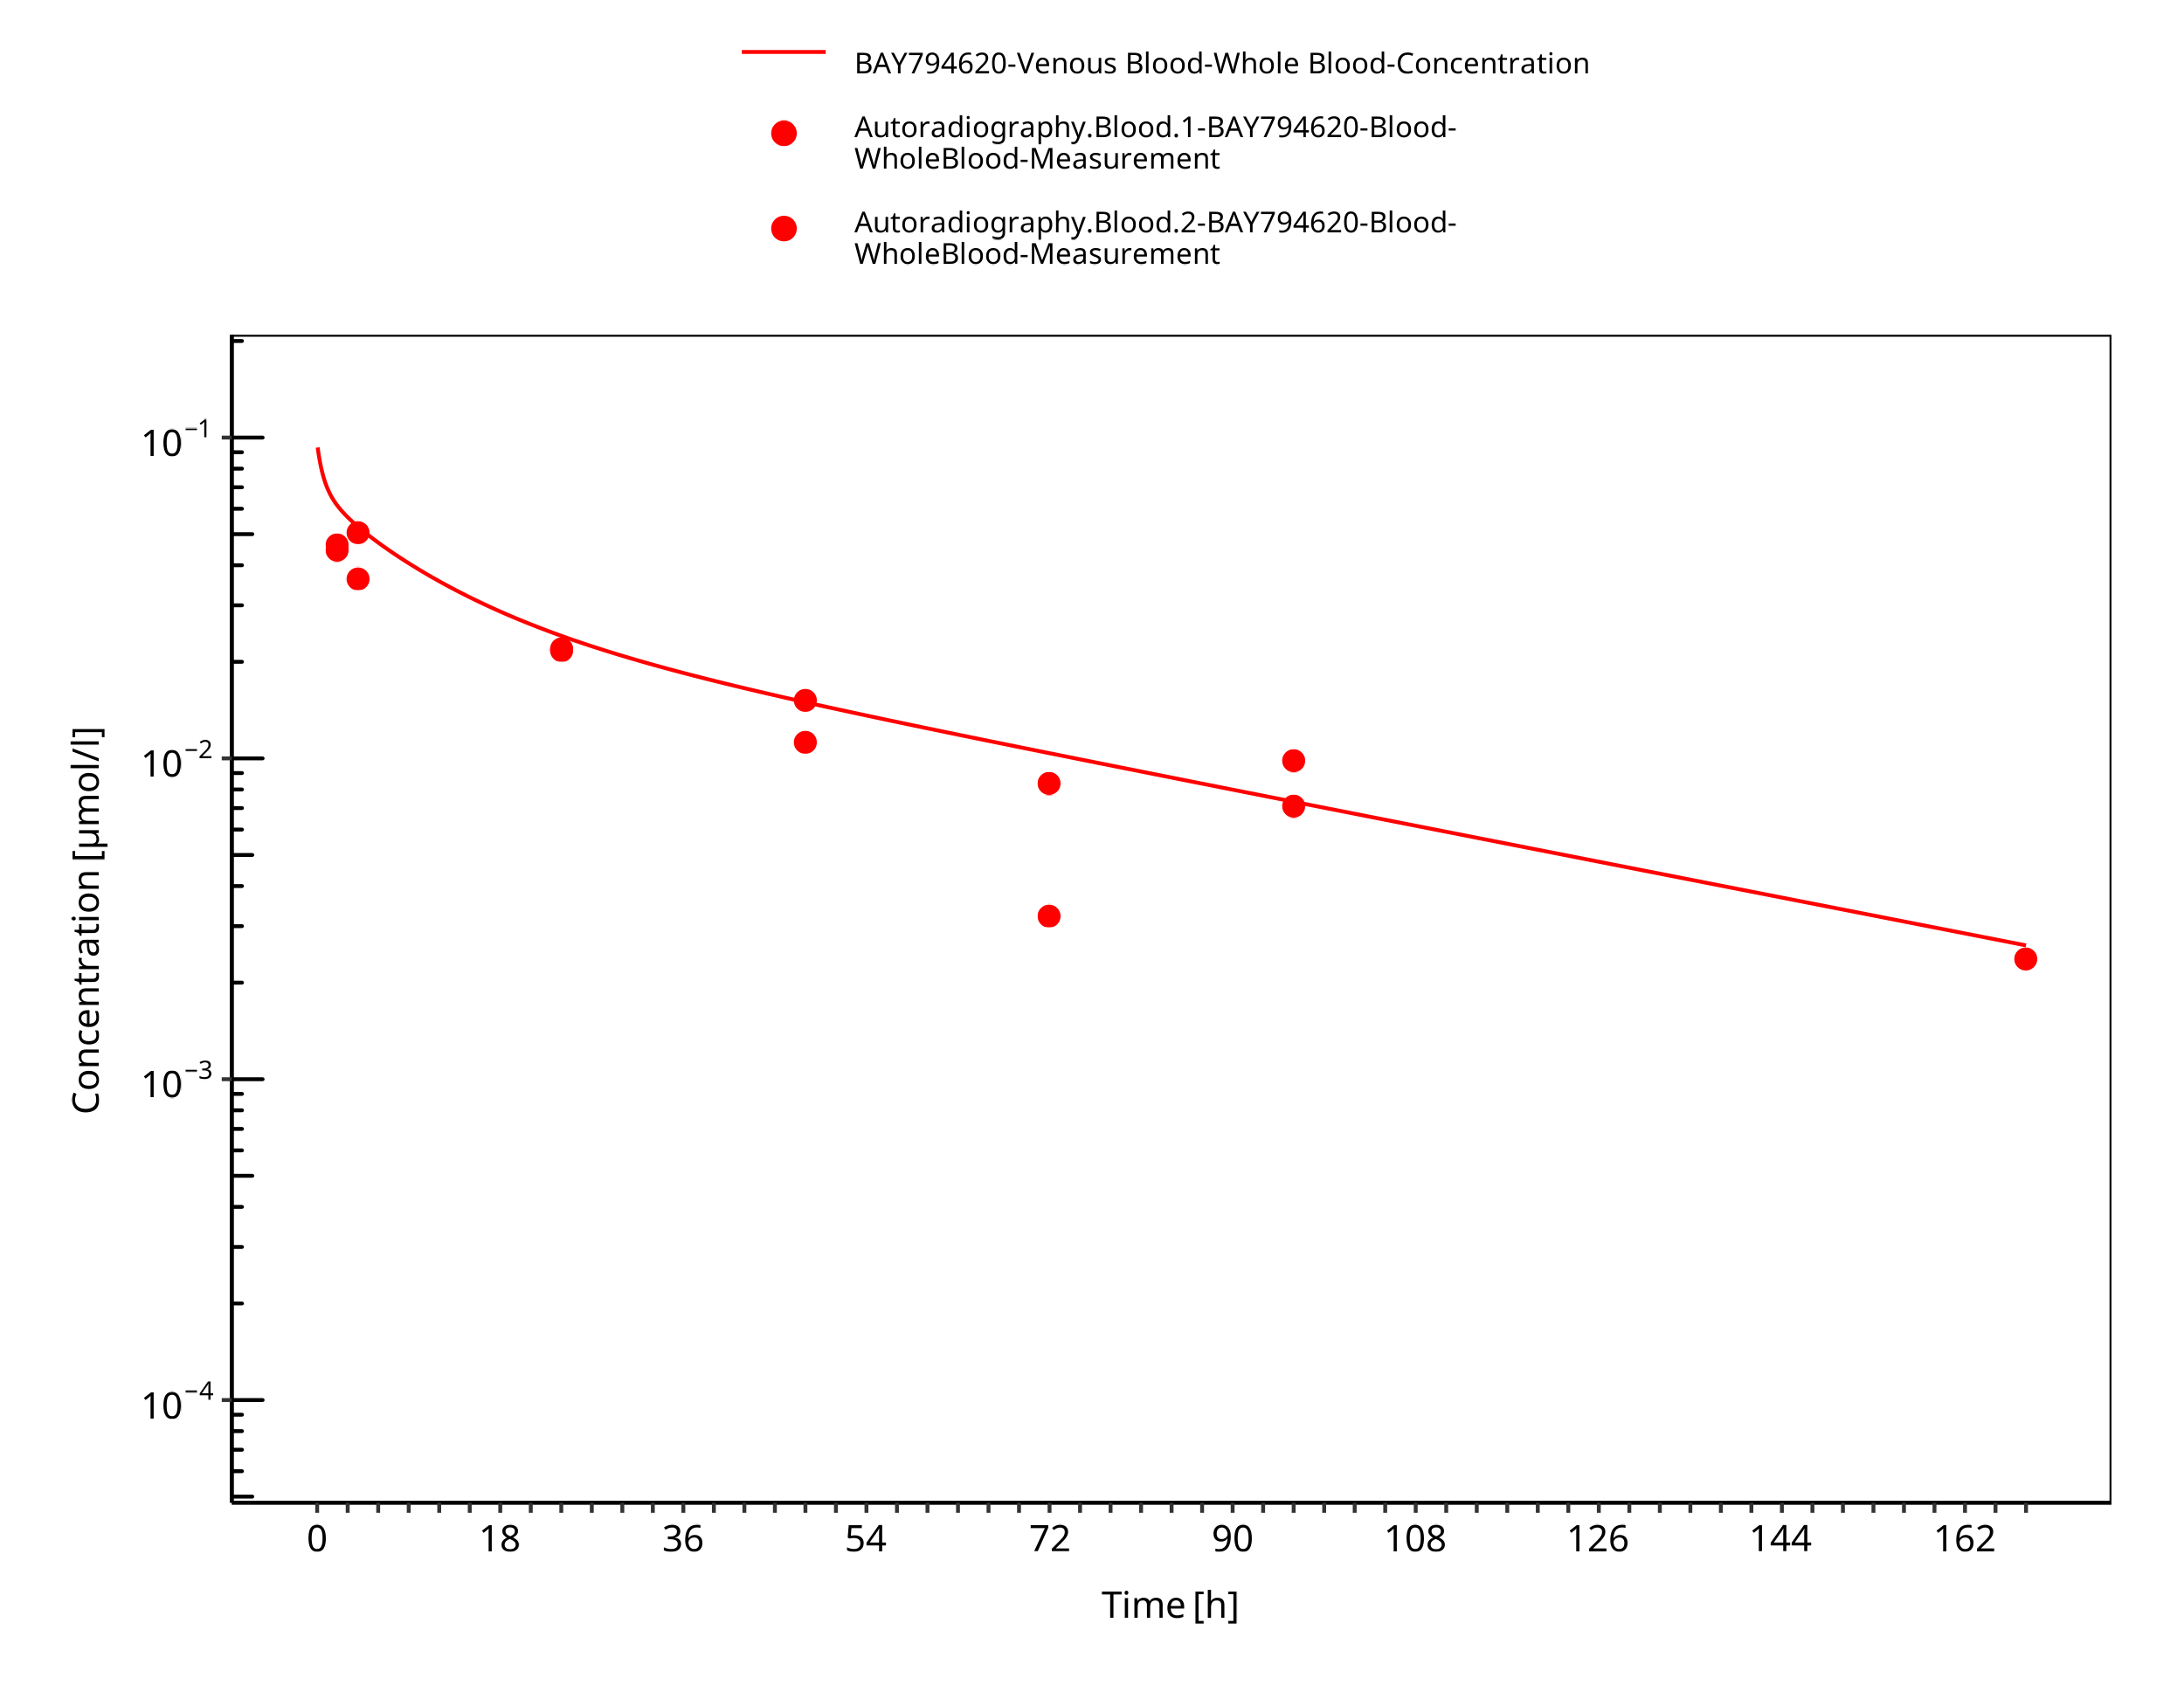 BAY794620-Venous Blood-Whole Blood-Concentration
Autoradiography.Blood.1-BAY794620-Blood-
WholeBlood-Measurement
Autoradiography.Blood.2-BAY794620-Blood-
WholeBlood-Measurement
10⁻¹
10⁻²
10⁻³
10⁻⁴
Concentration [µmol/l]
0 18 36 54 72 90 108 126 144 162
Time [h]